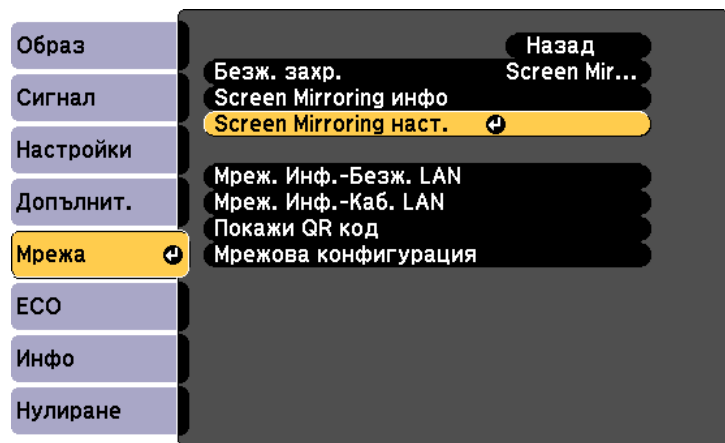 Образ
Сигнал
Настройки
Допълнит.
Мрежа
ECO
Инфо
Нулиране
Назад
Безж. захр. Screen Mir...
Screen Mirroring инфо
Screen Mirroring наст.
Мреж. Инф.-Безж. LAN
Мреж. Инф.-Каб. LAN
Покажи QR код
Мрежова конфигурация